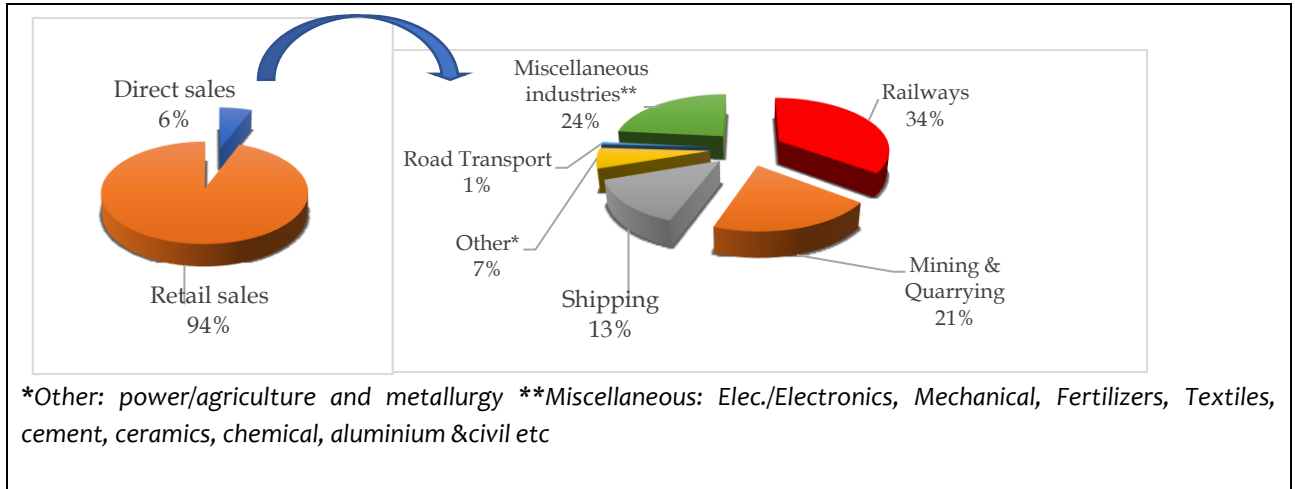 Direct sales
6%
Retail sales
94%
Miscellaneous
industries**
24%
Railways
34%
Road Transport
1%
Other*
7%
Shipping
13%
Mining &
Quarrying
21%
*Other: power/agriculture and metallurgy **Miscellaneous: Elec./Electronics, Mechanical, Fertilizers, Textiles,
cement, ceramics, chemical, aluminium &civil etc